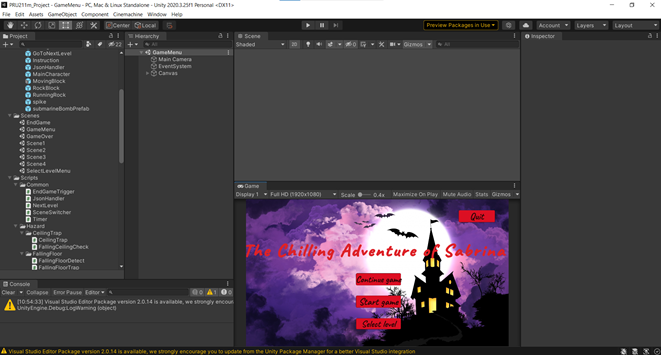 PRU211m_Project - GameMenu - PC, Mac & Linux Standalone - Unity 2020.3.25f1 Personal <DX11>
File Edit Assets GameObject Component Cinemachine Window Help
Center Local Preview Packages in Use Account Layers Layout
Project Hierarchy Scene Inspector
22 All Shaded 2D 0 Gizmos All
GoToNextLevel
Instruction
JsonHandler
MainCharacter
MovingBlock
RockBlock
RunningRock
spike
submarineBombPrefab
Scenes
EndGame
GameMenu
GameOver
Scene1
Scene2
Scene3
Scene4
SelectLevelMenu
Scripts
Common
EndGameTrigger
JsonHandler
NextLevel
SceneSwitcher
Timer
Hazard
CeilingTrap
CeilingTrap
FallingCeilingCheck
FallingFloor
FallingFloorDetect
FallingFloorTrap
GameMenu
Main Camera
EventSystem
Canvas
Game
Display 1 Full HD (1920x1080) Scale 0.4x Maximize On Play Mute Audio Stats Gizmos
Quit
The Chilling Adventure of Sabrina
Continue game
Start game
Select level
Console
Clear Collapse Error Pause Editor 0 1 0
[10:54:33] Visual Studio Editor Package version 2.0.14 is available, we strongly encoura
UnityEngine.Debug:LogWarning (object)
Visual Studio Editor Package version 2.0.14 is available, we strongly encourage you to update from the Unity Package Manager for a better Visual Studio integration